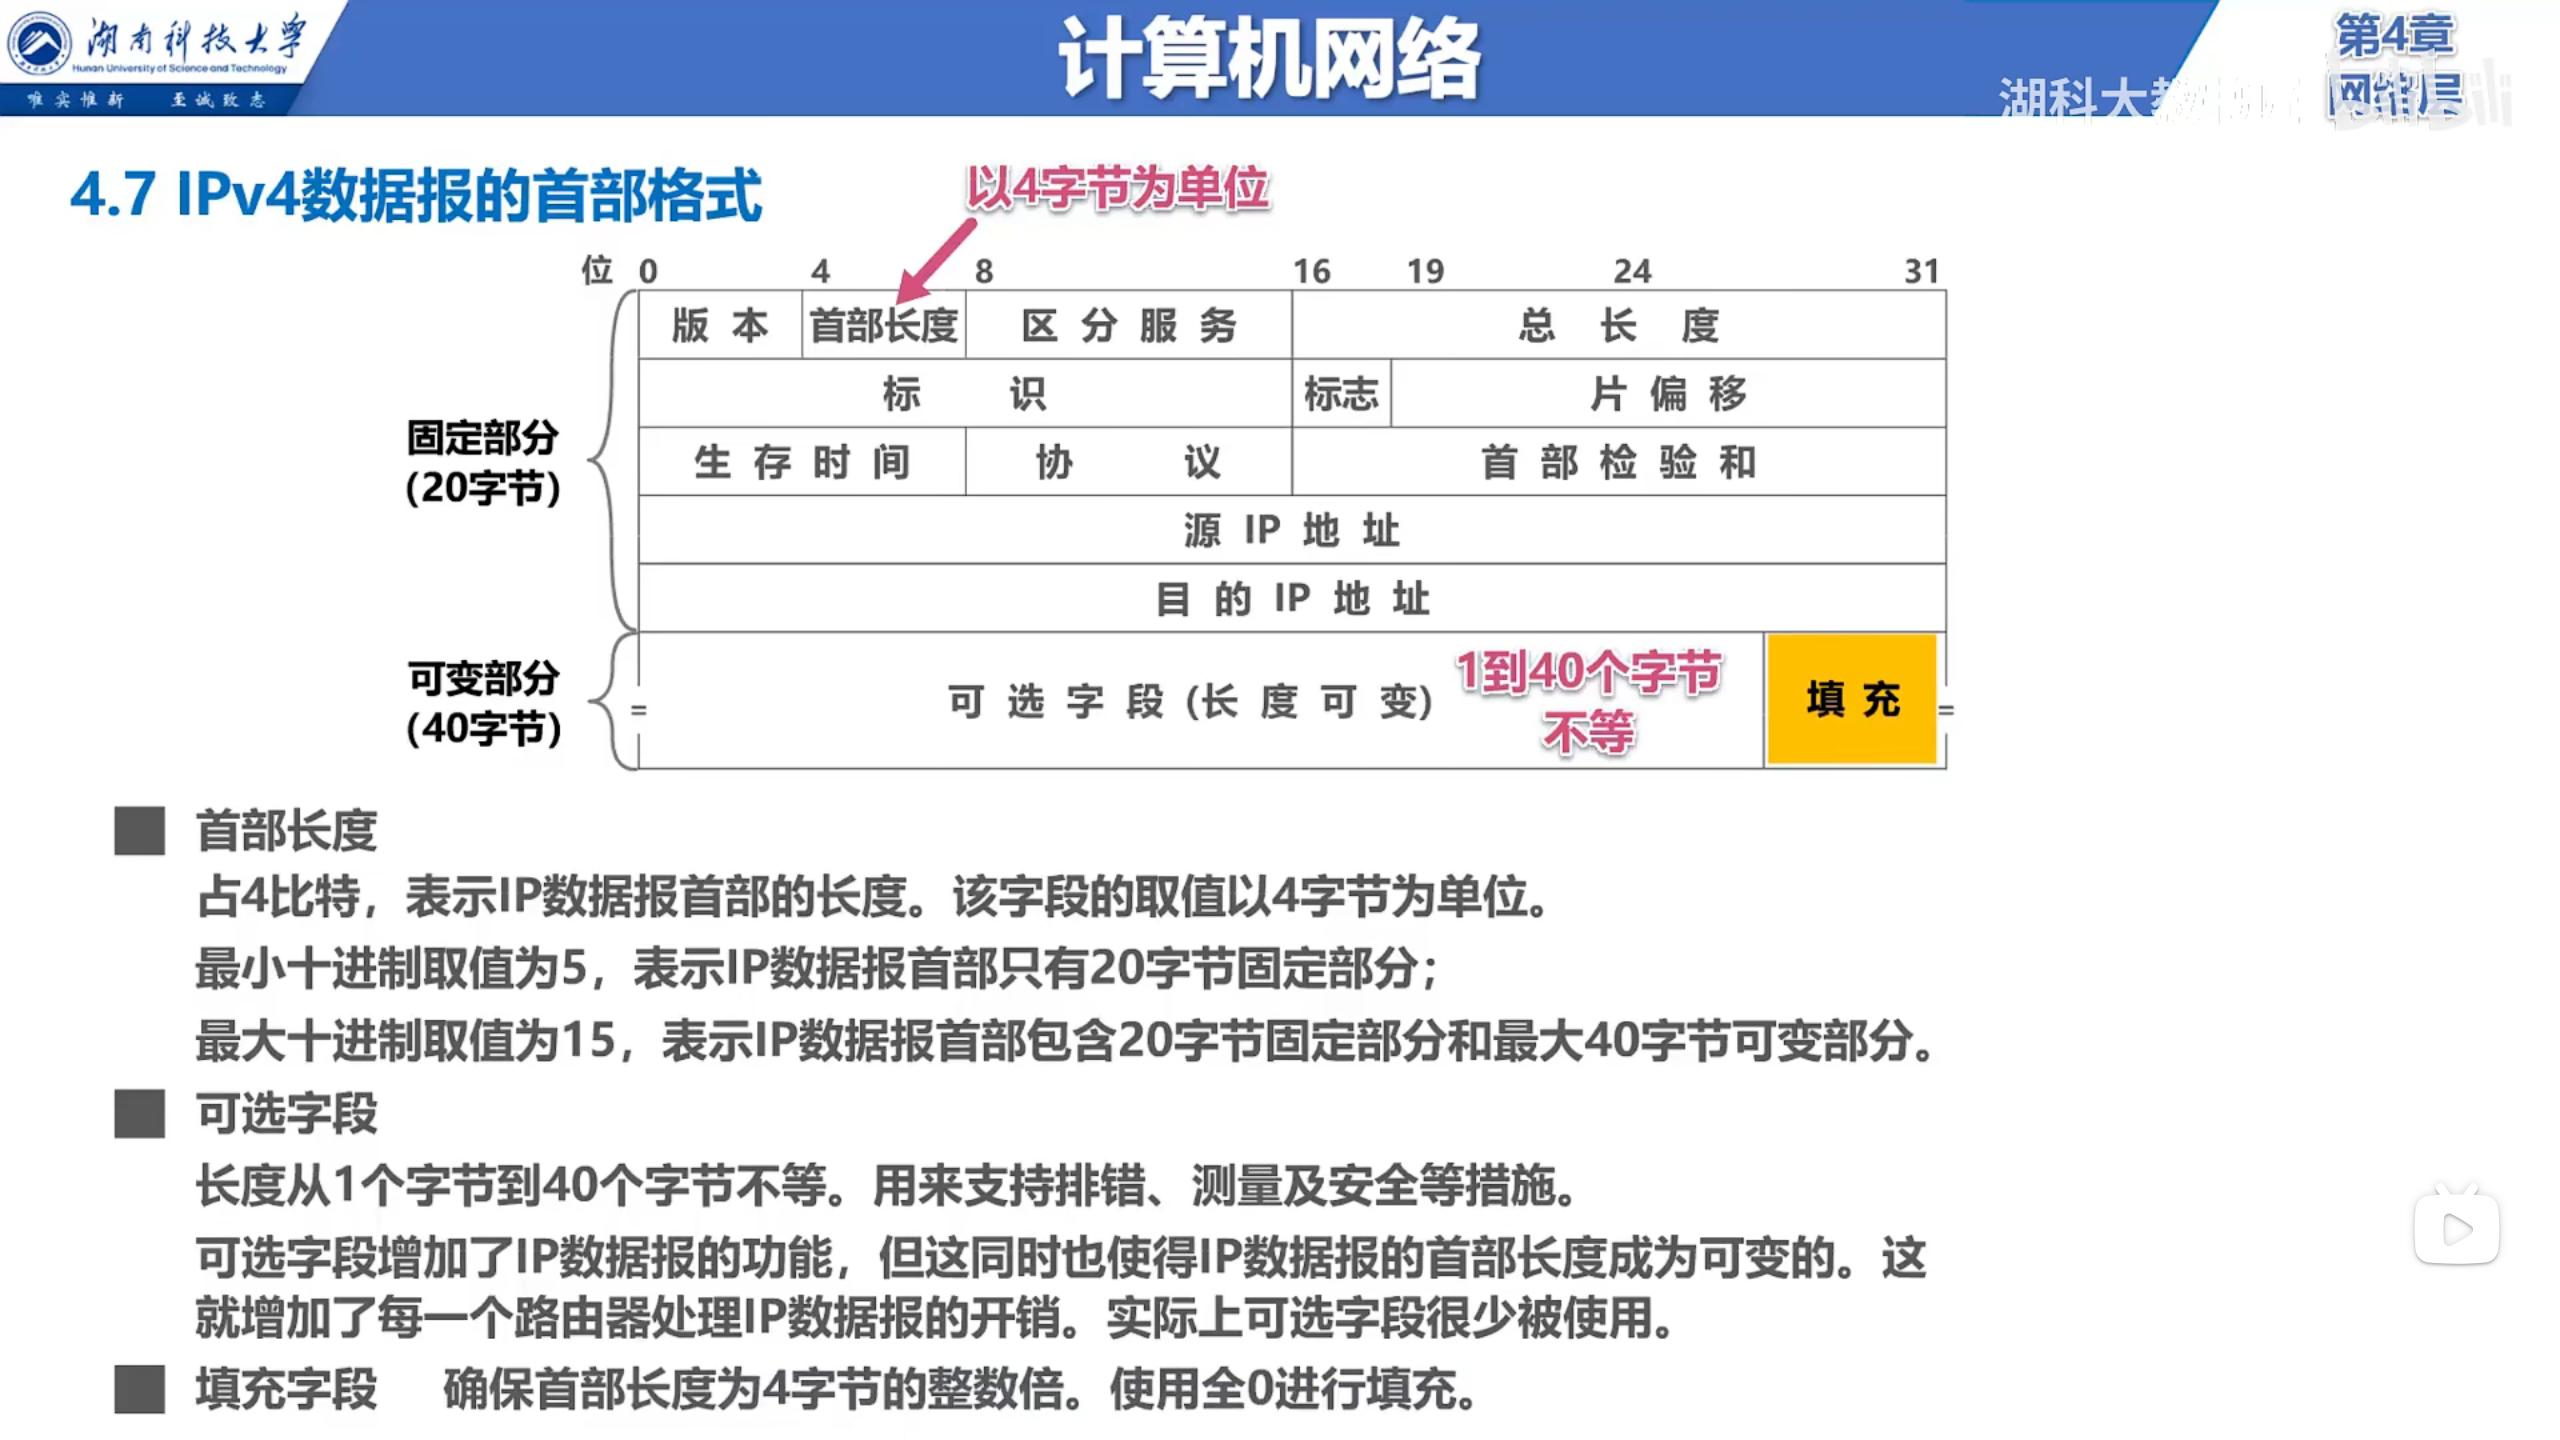 湖南科技大学
Hunan University of Science and Technology
唯实惟新 至诚致志
计算机网络
第4章
网络层
湖科大
4.7 IPv4数据报的首部格式
以4字节为单位
位 0 4 8 16 19 24 31
版本 首部长度 区分服务 总长度
标识 标志 片偏移
生存时间 协议 首部检验和
源IP地址
目的IP地址
固定部分
(20字节)
可变部分
(40字节)
= 可选字段(长度可变) 填充 =
1到40个字节
不等
首部长度
占4比特，表示IP数据报首部的长度。该字段的取值以4字节为单位。
最小十进制取值为5，表示IP数据报首部只有20字节固定部分；
最大十进制取值为15，表示IP数据报首部包含20字节固定部分和最大40字节可变部分。
可选字段
长度从1个字节到40个字节不等。用来支持排错、测量及安全等措施。
可选字段增加了IP数据报的功能，但这同时也使得IP数据报的首部长度成为可变的。这
就增加了每一个路由器处理IP数据报的开销。实际上可选字段很少被使用。
填充字段 确保首部长度为4字节的整数倍。使用全0进行填充。